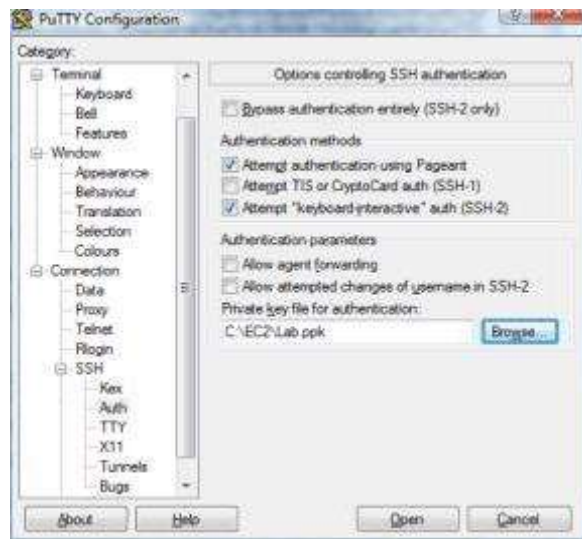 PuTTY Configuration
Category:
Terminal
Keyboard
Bell
Features
Window
Appearance
Behaviour
Translation
Selection
Colours
Connection
Data
Proxy
Telnet
Rlogin
SSH
Kex
Auth
TTY
X11
Tunnels
Bugs
Options controlling SSH authentication
Bypass authentication entirely (SSH-2 only)
Authentication methods
Attempt authentication using Pageant
Attempt TIS or CryptoCard auth (SSH-1)
Attempt "keyboard-interactive" auth (SSH-2)
Authentication parameters
Allow agent forwarding
Allow attempted changes of username in SSH-2
Private key file for authentication:
C:\EC2\Lab.ppk
Browse...
About
Help
Open
Cancel